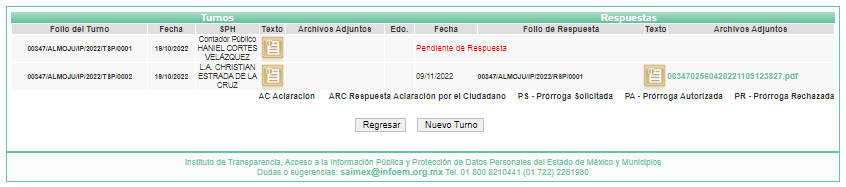 Turnos Respuestas
Folio del Turno Fecha SPH Texto Archivos Adjuntos Edo. Fecha Folio de Respuesta Texto Archivos Adjuntos
00347/ALMOJU/IP/2022/TSP/0001 19/10/2022 Contador Público HANIEL CORTES VELÁZQUEZ Pendiente de Respuesta
00347/ALMOJU/IP/2022/TSP/0002 19/10/2022 L.A. CHRISTIAN ESTRADA DE LA CRUZ 09/11/2022 00347/ALMOJU/IP/2022/RSP/0001 003470256042022110912​3827.pdf
AC Aclaración ARC Respuesta Aclaración por el Ciudadano PS - Prórroga Solicitada PA - Prórroga Autorizada PR - Prórroga Rechazada
Regresar Nuevo Turno
Instituto de Transparencia, Acceso a la Información Pública y Protección de Datos Personales del Estado de México y Municipios
Dudas o sugerencias: saimex@infoem.org.mx Tel. 01 800 8210441 (01 722) 2261980